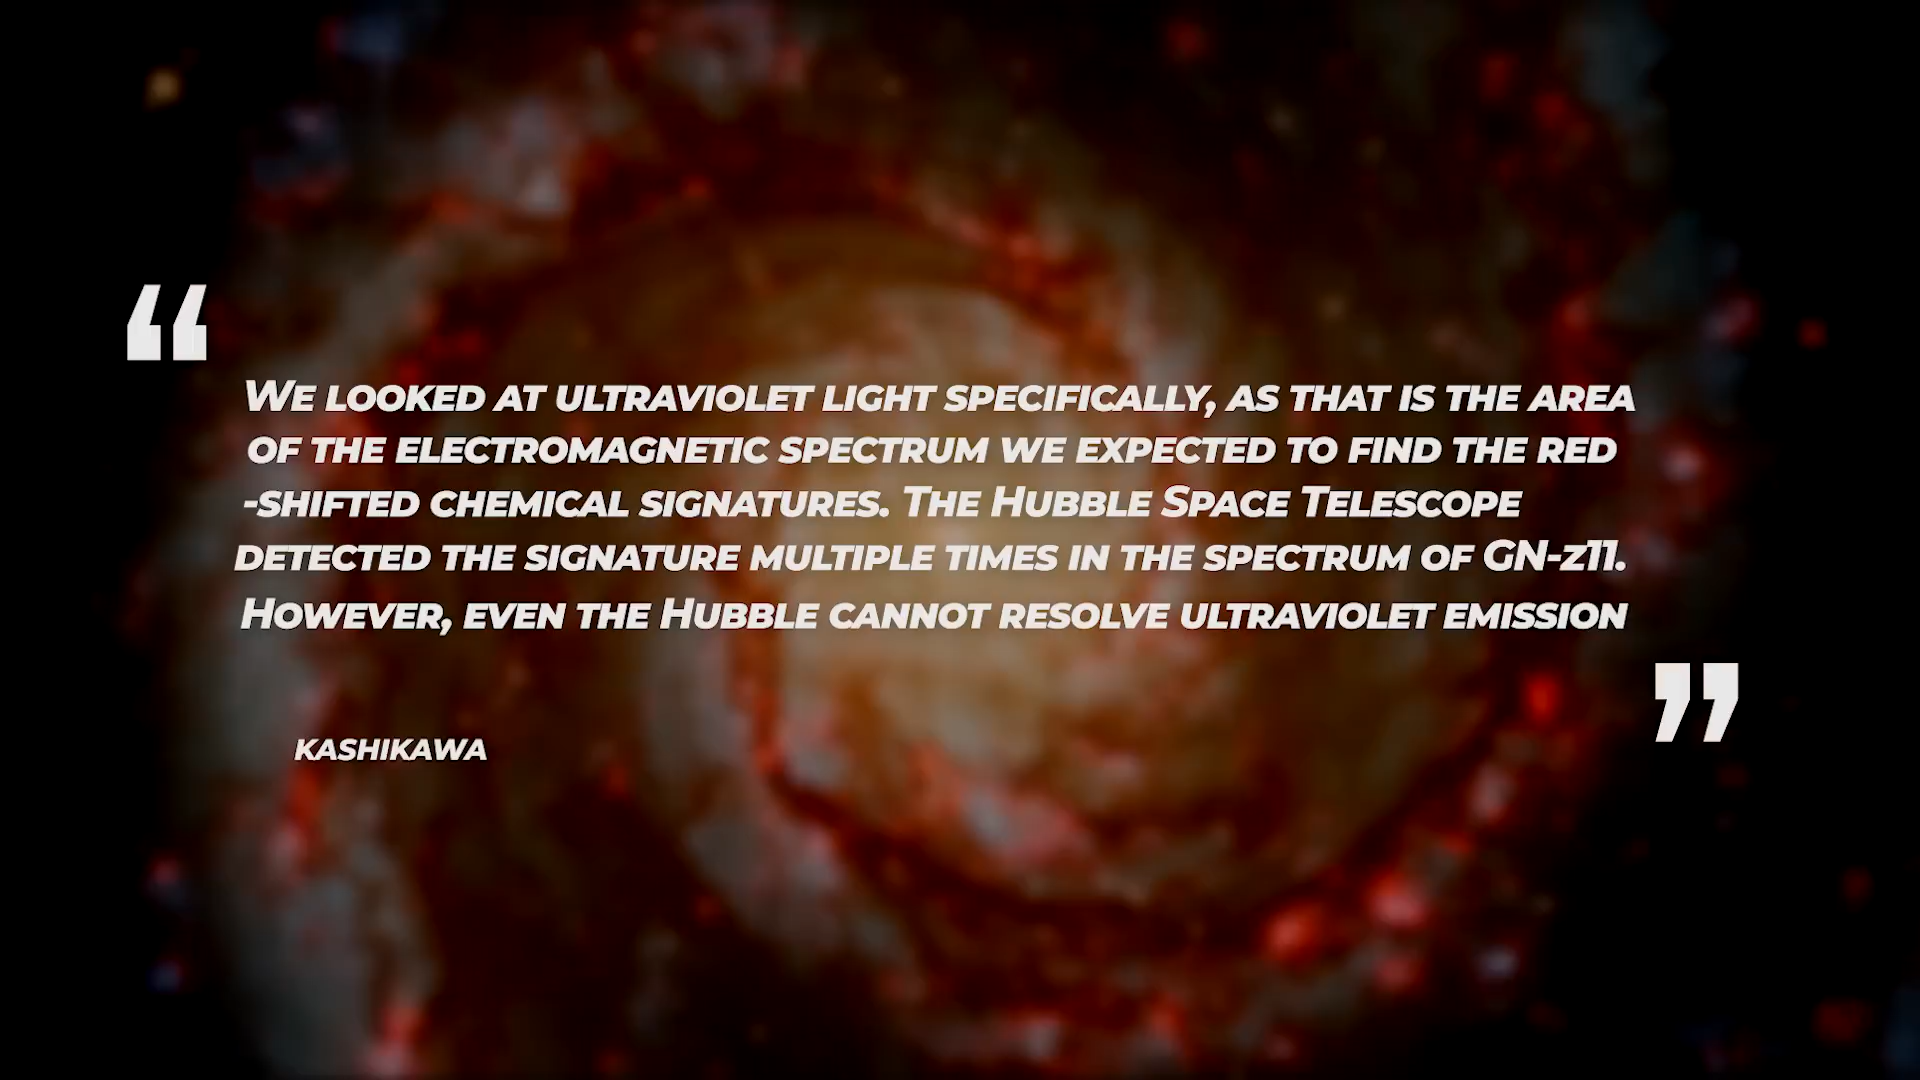 “
We looked at ultraviolet light specifically, as that is the area
of the electromagnetic spectrum we expected to find the red
-shifted chemical signatures. The Hubble Space Telescope
detected the signature multiple times in the spectrum of GN-z11.
However, even the Hubble cannot resolve ultraviolet emission
”
KASHIKAWA